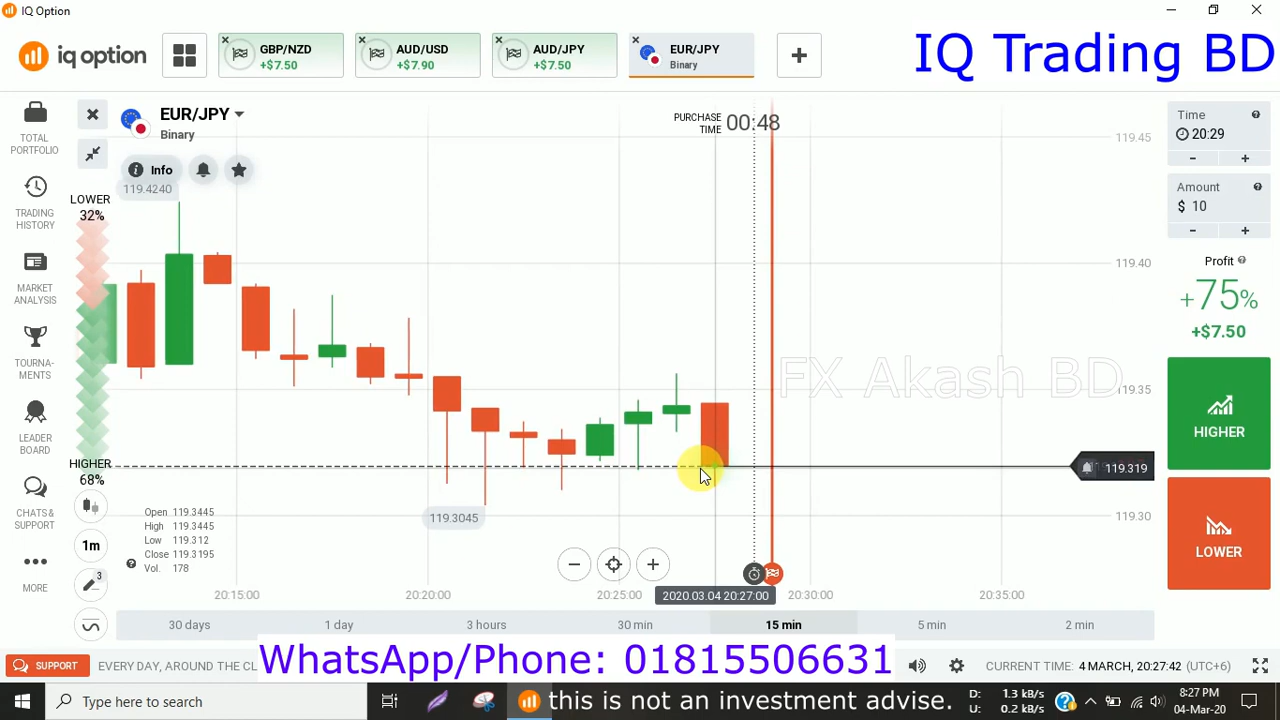 IQ Option
iq option
GBP/NZD
+$7.50
AUD/USD
+$7.90
AUD/JPY
+$7.50
EUR/JPY
Binary
IQ Trading BD
TOTAL
PORTFOLIO
TRADING
HISTORY
MARKET
ANALYSIS
TOURNA-
MENTS
LEADER
BOARD
CHATS &
SUPPORT
MORE
EUR/JPY
Binary
Info
119.4240
LOWER
32%
HIGHER
68%
1m
3
PURCHASE
TIME
00:48
119.45
119.40
119.35
119.30
FX Akash BD
119.319
119.3045
Open 119.3445
High 119.3445
Low 119.312
Close 119.3195
Vol. 178
20:15:00
20:20:00
20:25:00
2020.03.04 20:27:00
20:30:00
20:35:00
30 days
1 day
3 hours
30 min
15 min
5 min
2 min
Time
20:29
Amount
$ 10
Profit
+75%
+$7.50
HIGHER
LOWER
SUPPORT
EVERY DAY, AROUND THE CL
WhatsApp/Phone: 01815506631
CURRENT TIME: 4 MARCH, 20:27:42 (UTC+6)
Type here to search
this is not an investment advise.
D: 1.3 kB/s
U: 0.2 kB/s
8:27 PM
04-Mar-20